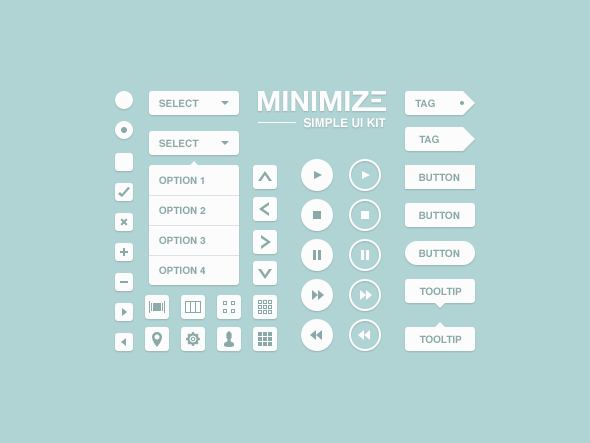 MINIMIZE
SIMPLE UI KIT
SELECT
SELECT
OPTION 1
OPTION 2
OPTION 3
OPTION 4
TAG
TAG
BUTTON
BUTTON
BUTTON
TOOLTIP
TOOLTIP